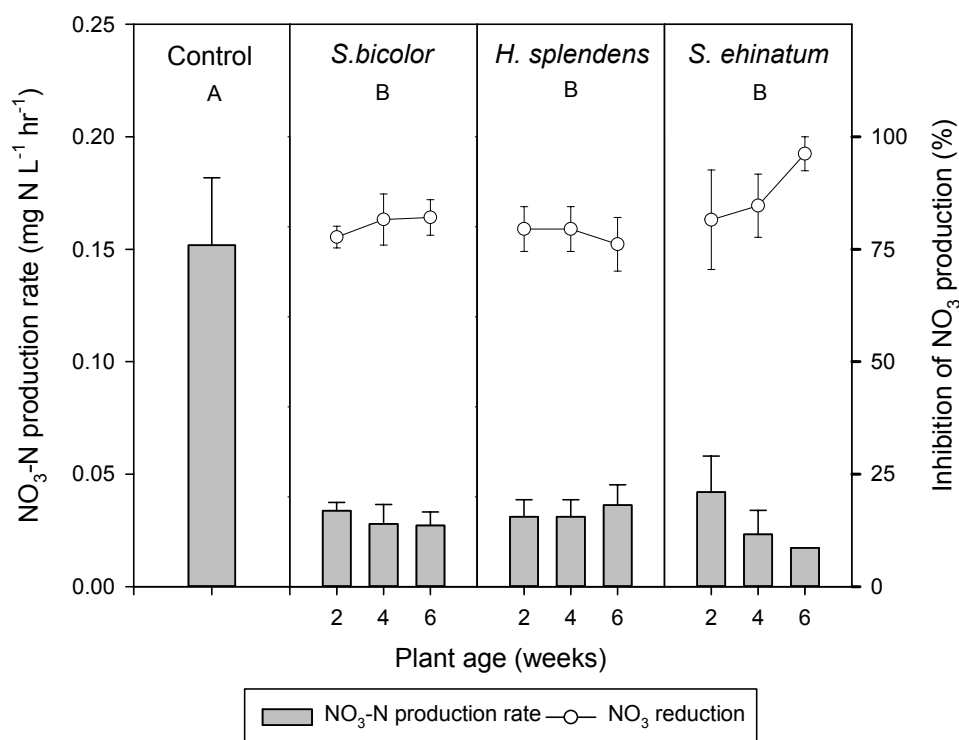 Control S.bicolor H. splendens S. ehinatum
A B B B
NO3-N production rate (mg N L-1 hr-1)
0.25
0.20
0.15
0.10
0.05
0.00
Inhibition of NO3 production (%)
100
75
50
25
0
2 4 6 2 4 6 2 4 6
Plant age (weeks)
NO3-N production rate NO3 reduction